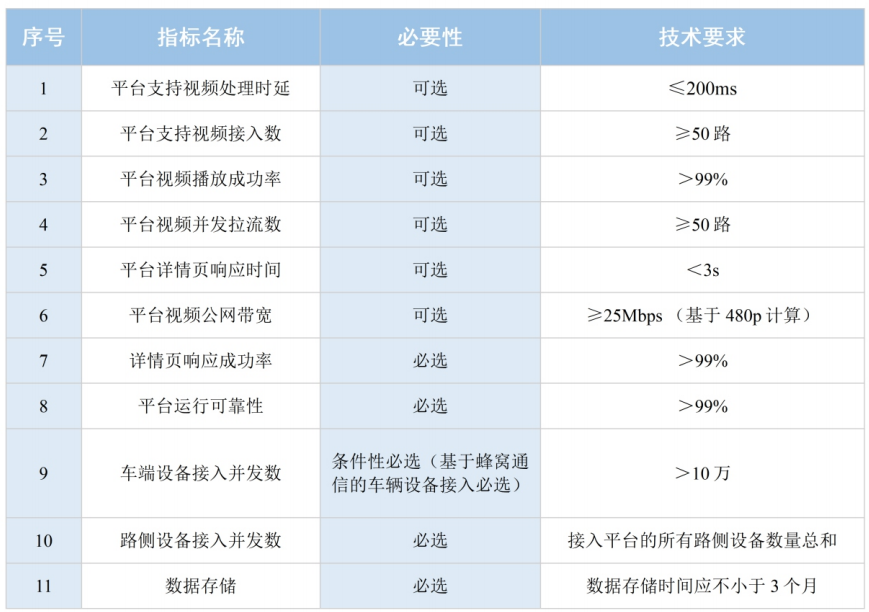 序号 指标名称 必要性 技术要求
1 平台支持视频处理时延 可选 ≤200ms
2 平台支持视频接入数 可选 ≥50 路
3 平台视频播放成功率 可选 >99%
4 平台视频并发拉流数 可选 ≥50 路
5 平台详情页响应时间 可选 <3s
6 平台视频公网带宽 可选 ≥25Mbps（基于 480p 计算）
7 详情页响应成功率 必选 >99%
8 平台运行可靠性 必选 >99%
9 车端设备接入并发数 条件性必选（基于蜂窝通
信的车辆设备接入必选） >10 万
10 路侧设备接入并发数 必选 接入平台的所有路侧设备数量总和
11 数据存储 必选 数据存储时间应不小于 3 个月